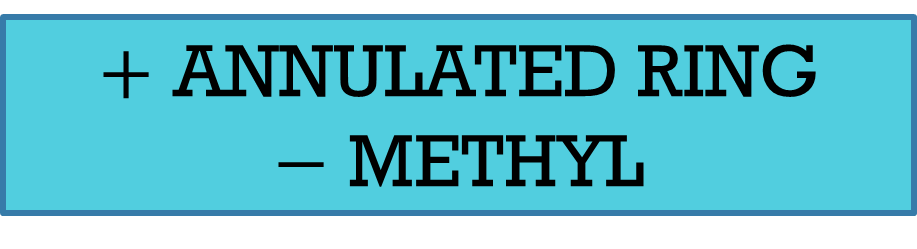 + ANNULATED RING
– METHYL